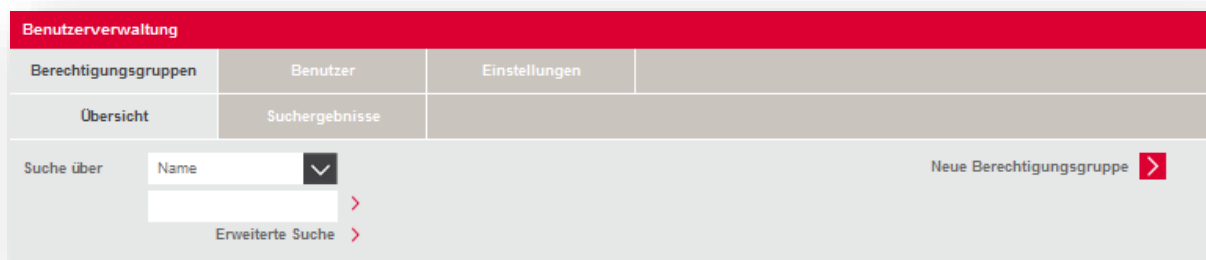 Benutzerverwaltung
Berechtigungsgruppen Benutzer Einstellungen
Übersicht Suchergebnisse
Suche über Name Neue Berechtigungsgruppe
Erweiterte Suche